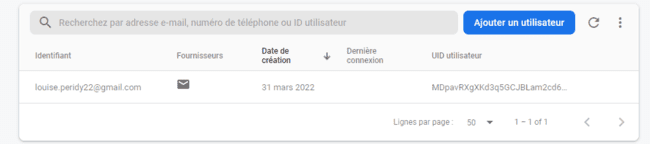 Recherchez par adresse e-mail, numéro de téléphone ou ID utilisateur
Ajouter un utilisateur
Identifiant Fournisseurs Date de création Dernière connexion UID utilisateur
louise.peridy22@gmail.com 31 mars 2022 MDpavRXgXKd3q5GCJBLam2cd6...
Lignes par page : 50 1 – 1 of 1